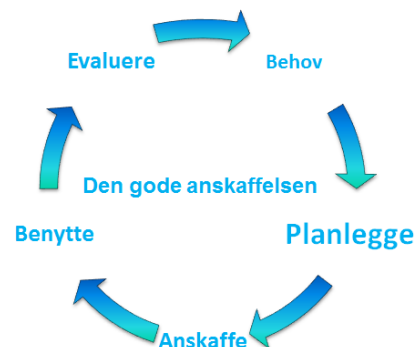 Evaluere
Behov
Den gode anskaffelsen
Benytte
Planlegge
Anskaffe